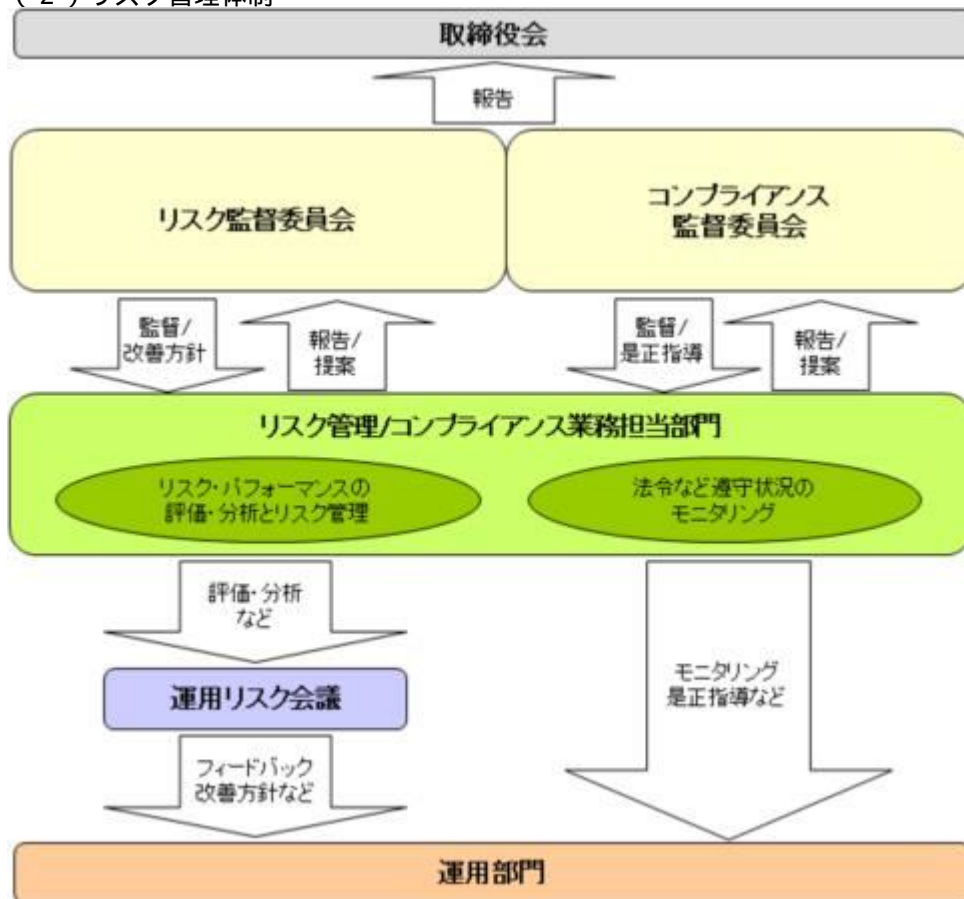 (2)リスク管理体制
取締役会
報告
リスク監督委員会
コンプライアンス
監督委員会
監督/
改善方針
報告/
提案
監督/
是正指導
報告/
提案
リスク管理/コンプライアンス業務担当部門
リスク・パフォーマンスの
評価・分析とリスク管理
法令など遵守状況の
モニタリング
評価・分析
など
運用リスク会議
モニタリング
是正指導など
フィードバック
改善方針など
運用部門